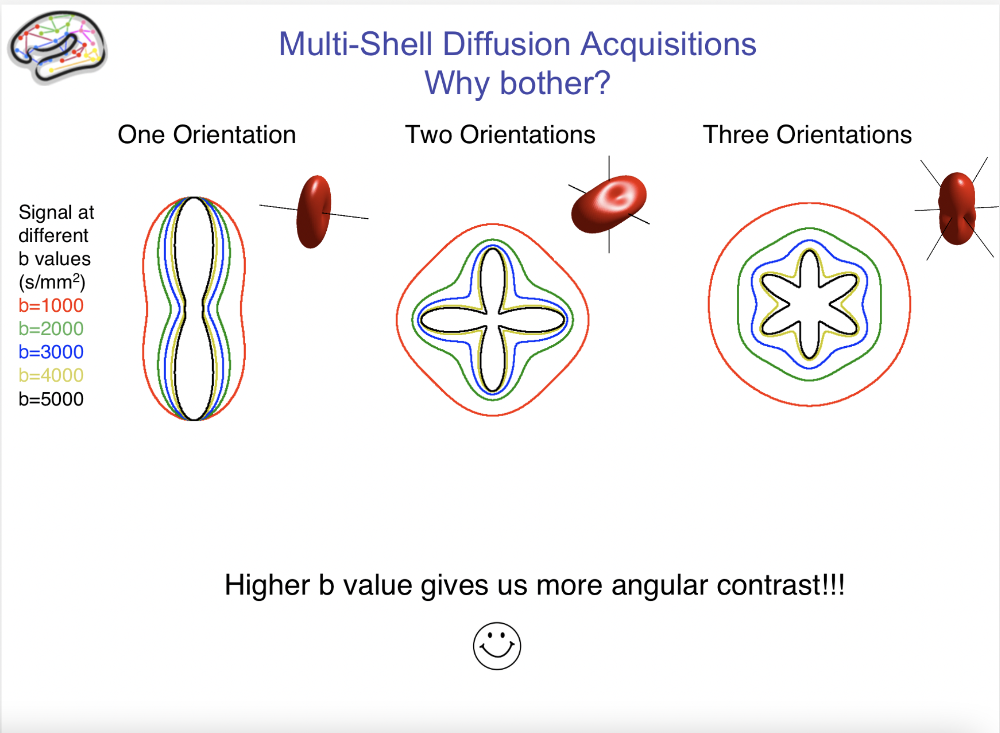 Multi-Shell Diffusion Acquisitions
Why bother?
One Orientation
Two Orientations
Three Orientations
Signal at
different
b values
(s/mm²)
b=1000
b=2000
b=3000
b=4000
b=5000
Higher b value gives us more angular contrast!!!